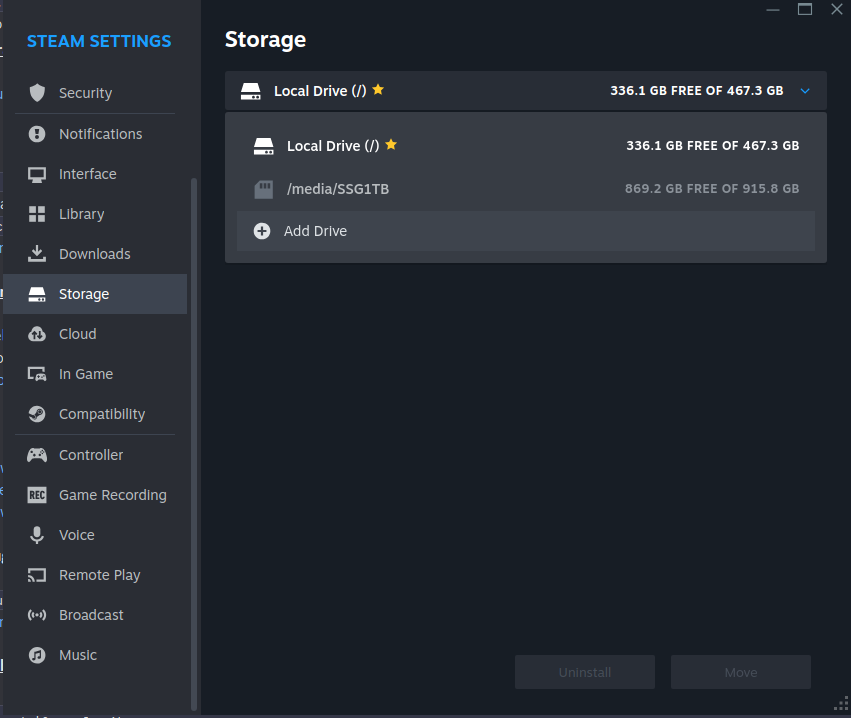 STEAM SETTINGS
Security
Notifications
Interface
Library
Downloads
Storage
Cloud
In Game
Compatibility
Controller
REC Game Recording
Voice
Remote Play
Broadcast
Music
Storage
Local Drive (/) 336.1 GB FREE OF 467.3 GB
Local Drive (/) 336.1 GB FREE OF 467.3 GB
/media/SSG1TB 869.2 GB FREE OF 915.8 GB
Add Drive
Uninstall Move